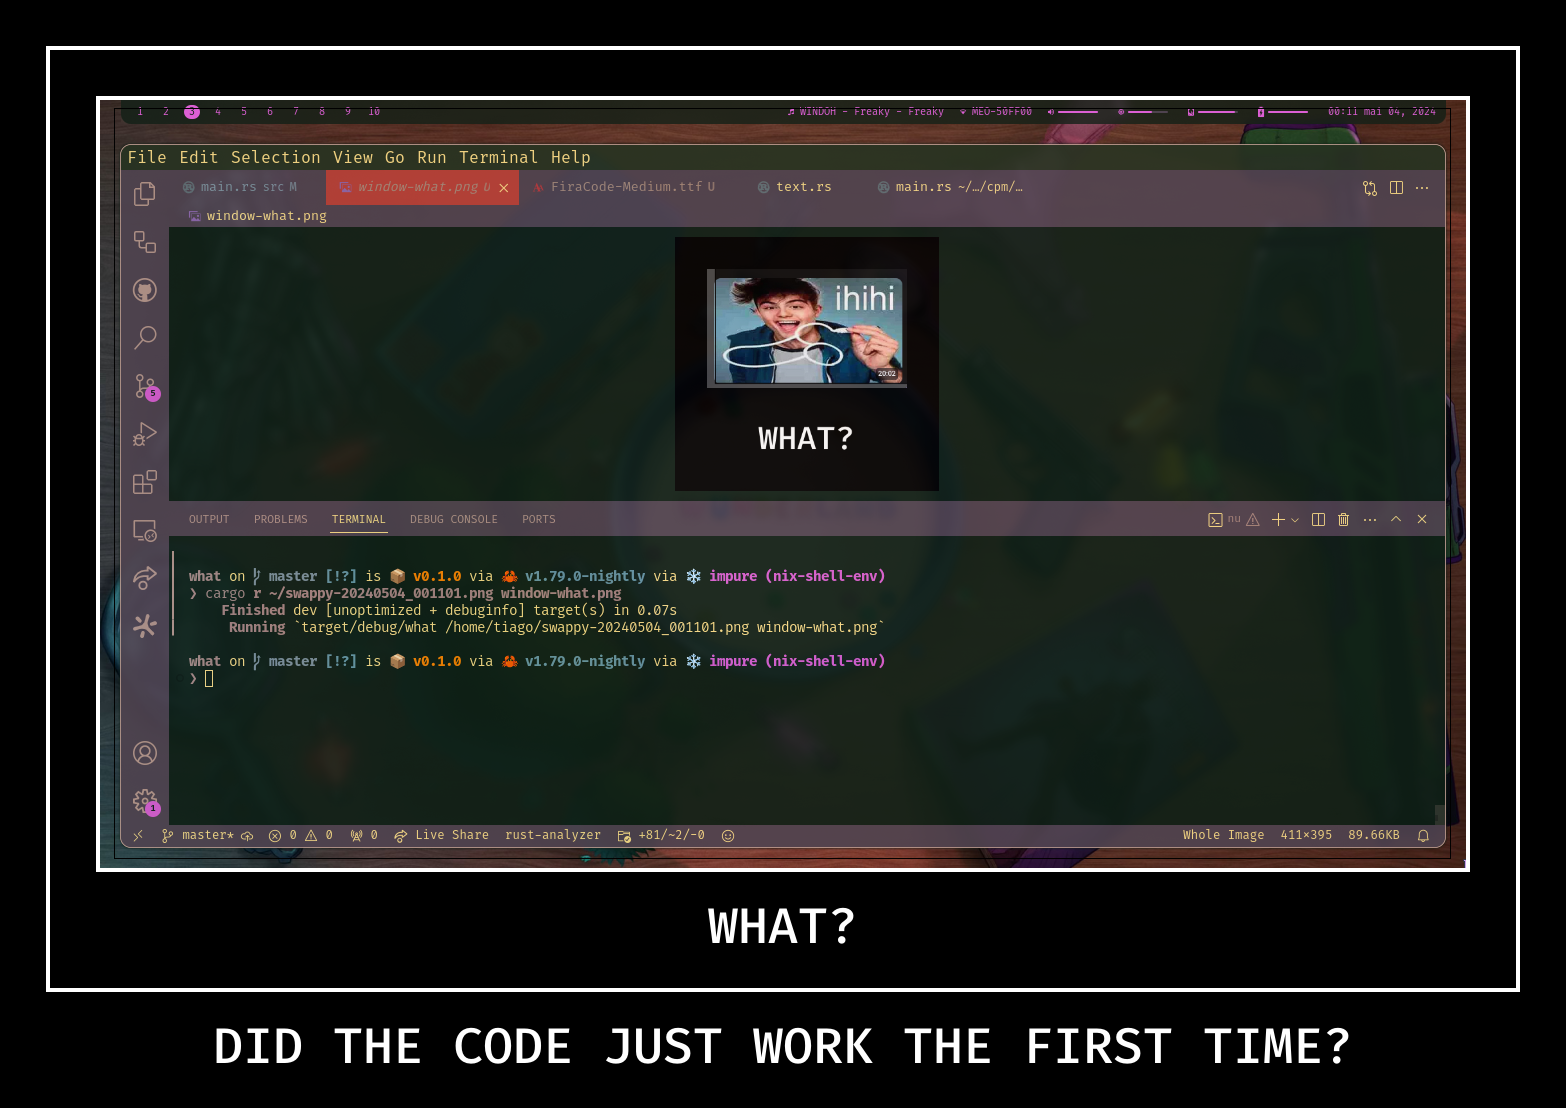 1 2 3 4 5 6 7 8 9 10 WINDOH - Freaky - Freaky MEO-50FF00 00:11 mai 04, 2024
File Edit Selection View Go Run Terminal Help
main.rs src M window-what.png U FiraCode-Medium.ttf U text.rs main.rs ~/…/cpm/…
window-what.png
ihihi
20:02
WHAT?
5
OUTPUT PROBLEMS TERMINAL DEBUG CONSOLE PORTS nu
what on master [!?] is 📦 v0.1.0 via 🦀 v1.79.0-nightly via ❄️ impure (nix-shell-env)
❯ cargo r ~/swappy-20240504_001101.png window-what.png
Finished dev [unoptimized + debuginfo] target(s) in 0.07s
Running `target/debug/what /home/tiago/swappy-20240504_001101.png window-what.png`
what on master [!?] is 📦 v0.1.0 via 🦀 v1.79.0-nightly via ❄️ impure (nix-shell-env)
❯
1
master* 0 0 0 Live Share rust-analyzer +81/~2/-0 Whole Image 411×395 89.66KB
WHAT?
DID THE CODE JUST WORK THE FIRST TIME?